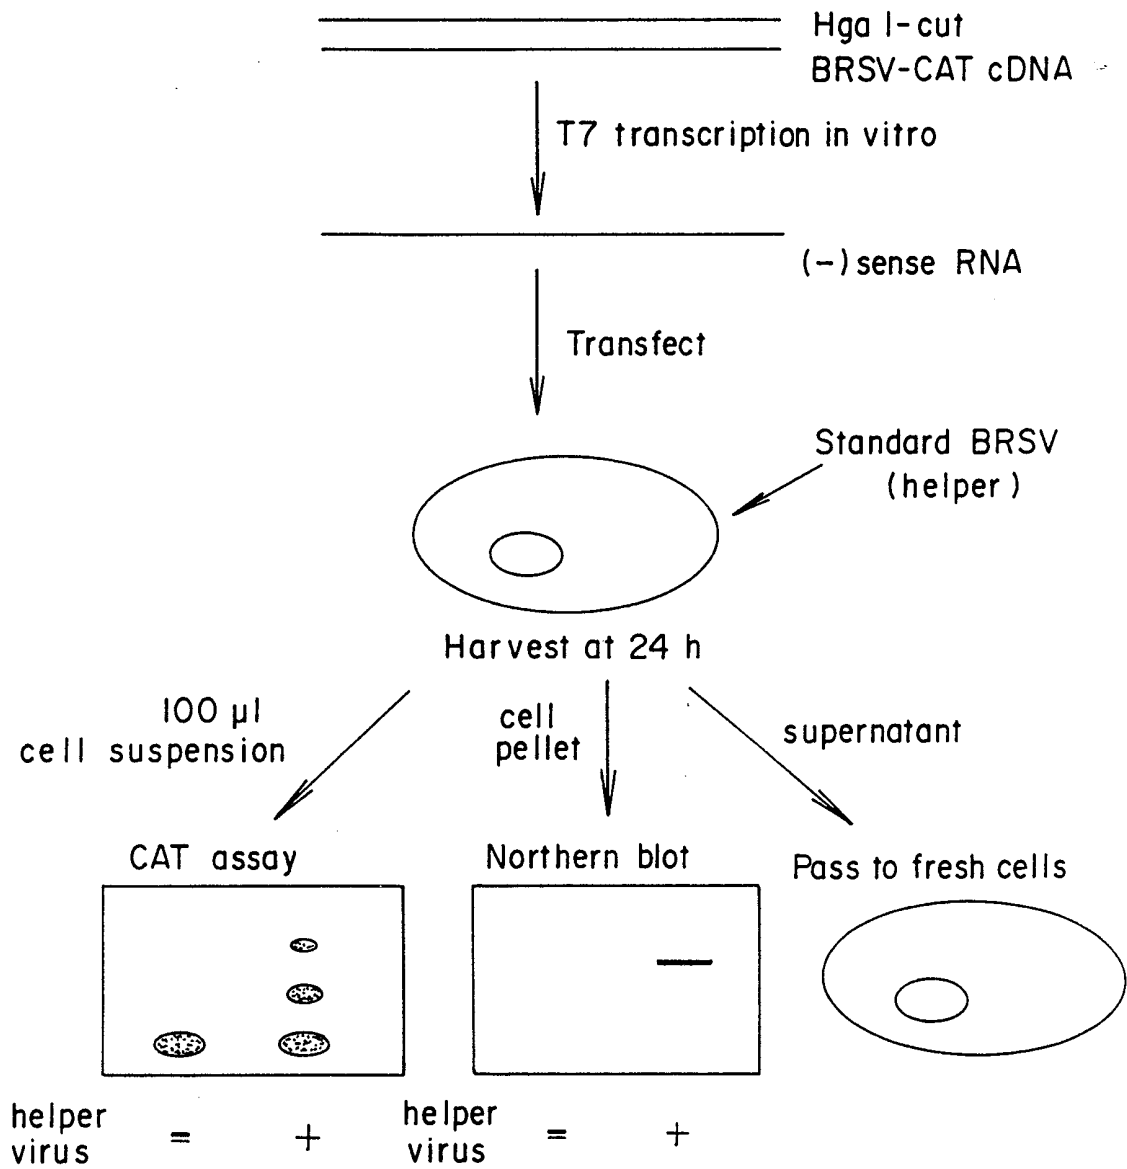 Hga I-cut
BRSV-CAT cDNA
T7 transcription in vitro
(-) sense RNA
Transfect
Standard BRSV
(helper)
Harvest at 24 h
100 µl
cell suspension
cell
pellet
supernatant
CAT assay
Northern blot
Pass to fresh cells
helper
virus = +
helper
virus = +